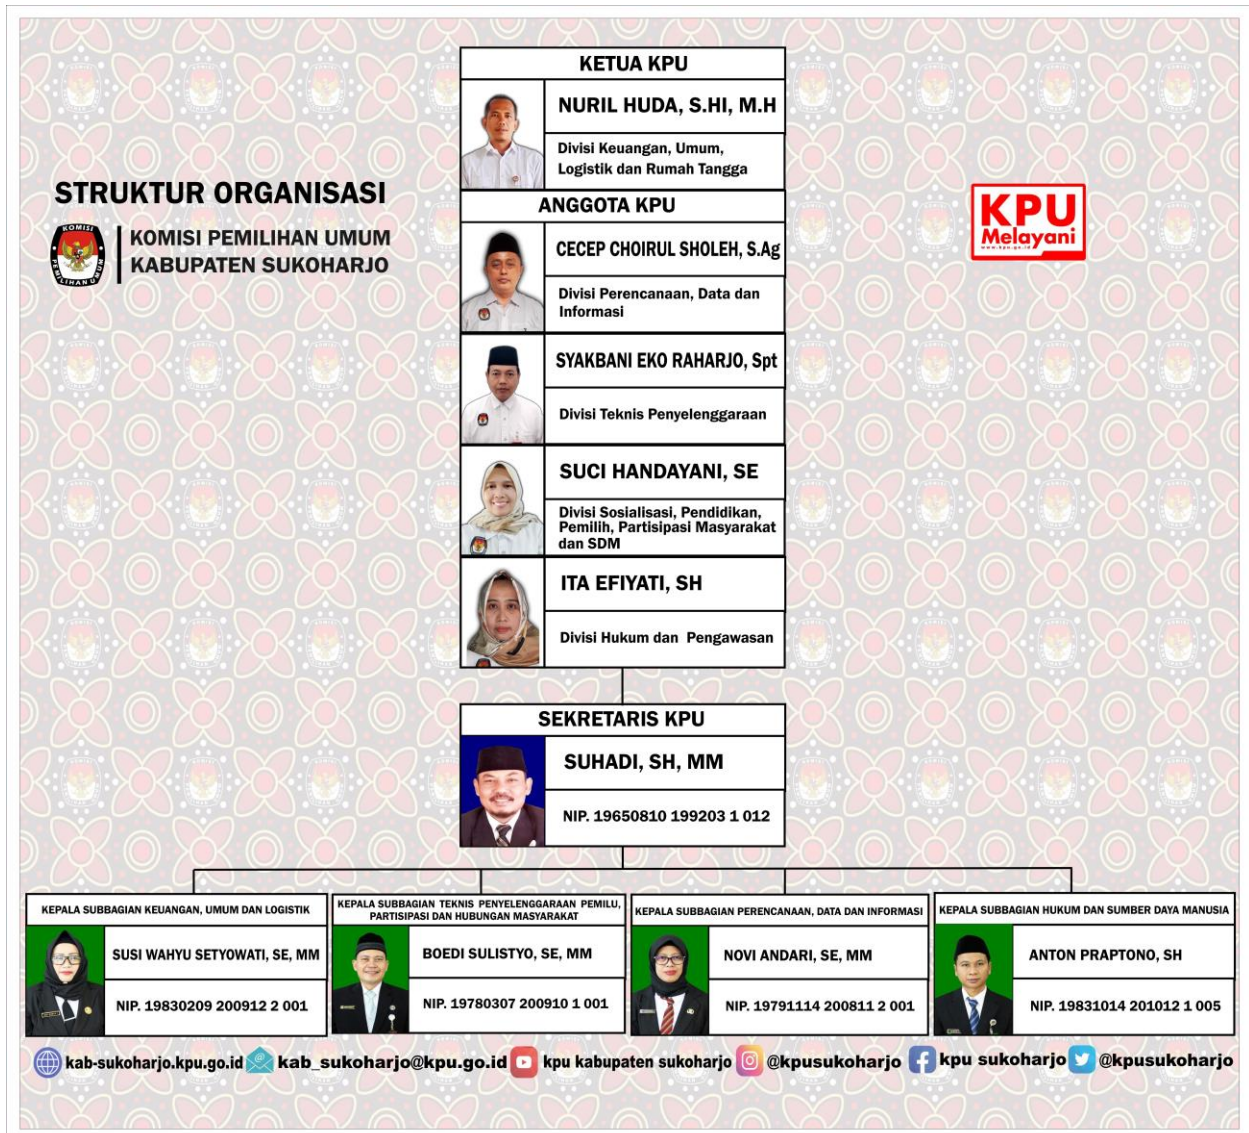 STRUKTUR ORGANISASI
KOMISI PEMILIHAN UMUM
KABUPATEN SUKOHARJO
KOMISI
PEMILIHAN UMUM
KPU
Melayani
www.kpu.go.id
KETUA KPU
NURIL HUDA, S.HI, M.H
Divisi Keuangan, Umum,
Logistik dan Rumah Tangga
ANGGOTA KPU
CECEP CHOIRUL SHOLEH, S.Ag
Divisi Perencanaan, Data dan
Informasi
SYAKBANI EKO RAHARJO, Spt
Divisi Teknis Penyelenggaraan
SUCI HANDAYANI, SE
Divisi Sosialisasi, Pendidikan,
Pemilih, Partisipasi Masyarakat
dan SDM
ITA EFIYATI, SH
Divisi Hukum dan Pengawasan
SEKRETARIS KPU
SUHADI, SH, MM
NIP. 19650810 199203 1 012
KEPALA SUBBAGIAN KEUANGAN, UMUM DAN LOGISTIK
SUSI WAHYU SETYOWATI, SE, MM
NIP. 19830209 200912 2 001
KEPALA SUBBAGIAN TEKNIS PENYELENGGARAAN PEMILU,
PARTISIPASI DAN HUBUNGAN MASYARAKAT
BOEDI SULISTYO, SE, MM
NIP. 19780307 200910 1 001
KEPALA SUBBAGIAN PERENCANAAN, DATA DAN INFORMASI
NOVI ANDARI, SE, MM
NIP. 19791114 200811 2 001
KEPALA SUBBAGIAN HUKUM DAN SUMBER DAYA MANUSIA
ANTON PRAPTONO, SH
NIP. 19831014 201012 1 005
kab-sukoharjo.kpu.go.id
kab_sukoharjo@kpu.go.id
kpu kabupaten sukoharjo
@kpusukoharjo
kpu sukoharjo
@kpusukoharjo